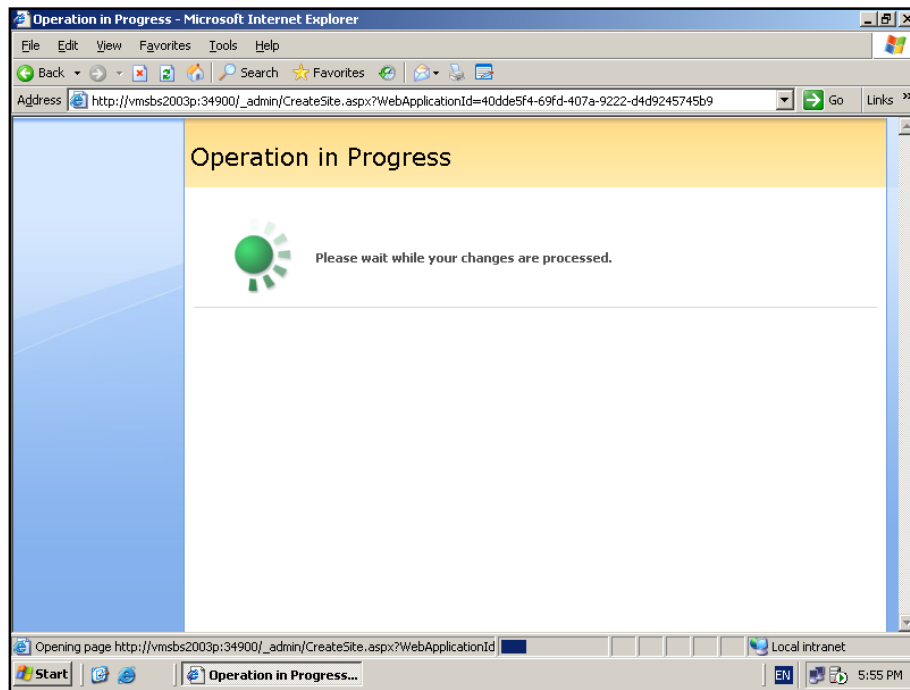 Operation in Progress - Microsoft Internet Explorer
File Edit View Favorites Tools Help
Back Search Favorites
Address http://vmsbs2003p:34900/_admin/CreateSite.aspx?WebApplicationId=40dde5f4-69fd-407a-9222-d4d9245745b9 Go Links »
Operation in Progress
Please wait while your changes are processed.
Opening page http://vmsbs2003p:34900/_admin/CreateSite.aspx?WebApplicationId Local intranet
Start Operation in Progress... EN 5:55 PM